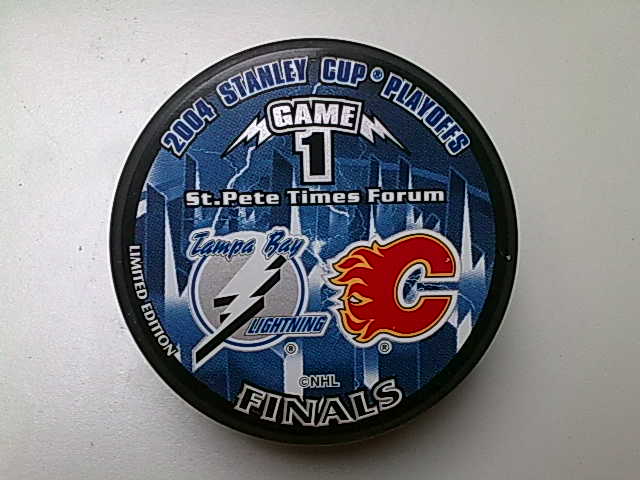 2004 STANLEY CUP® PLAYOFFS
GAME
1
St.Pete Times Forum
Tampa Bay
LIGHTNING
®
C
®
LIMITED EDITION
©NHL
FINALS